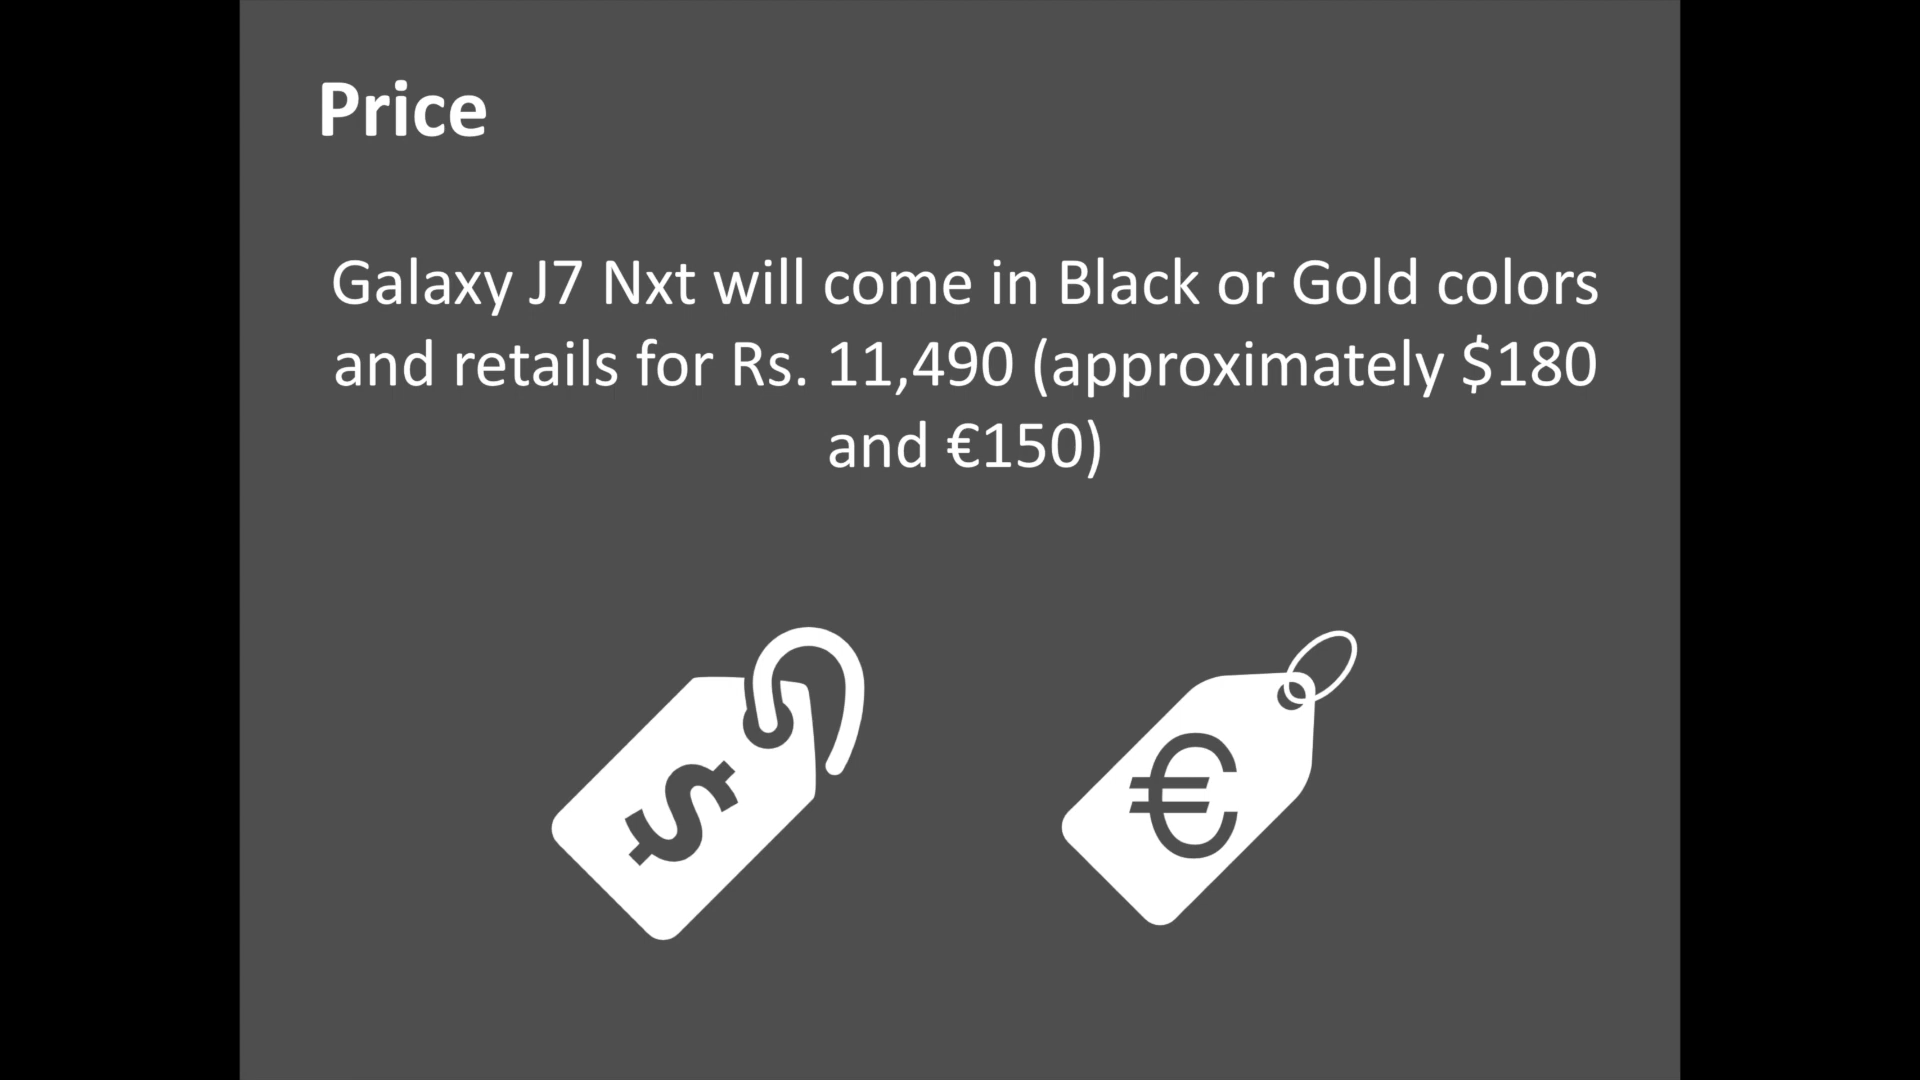 Price
Galaxy J7 Nxt will come in Black or Gold colors
and retails for Rs. 11,490 (approximately $180
and €150)
$
€